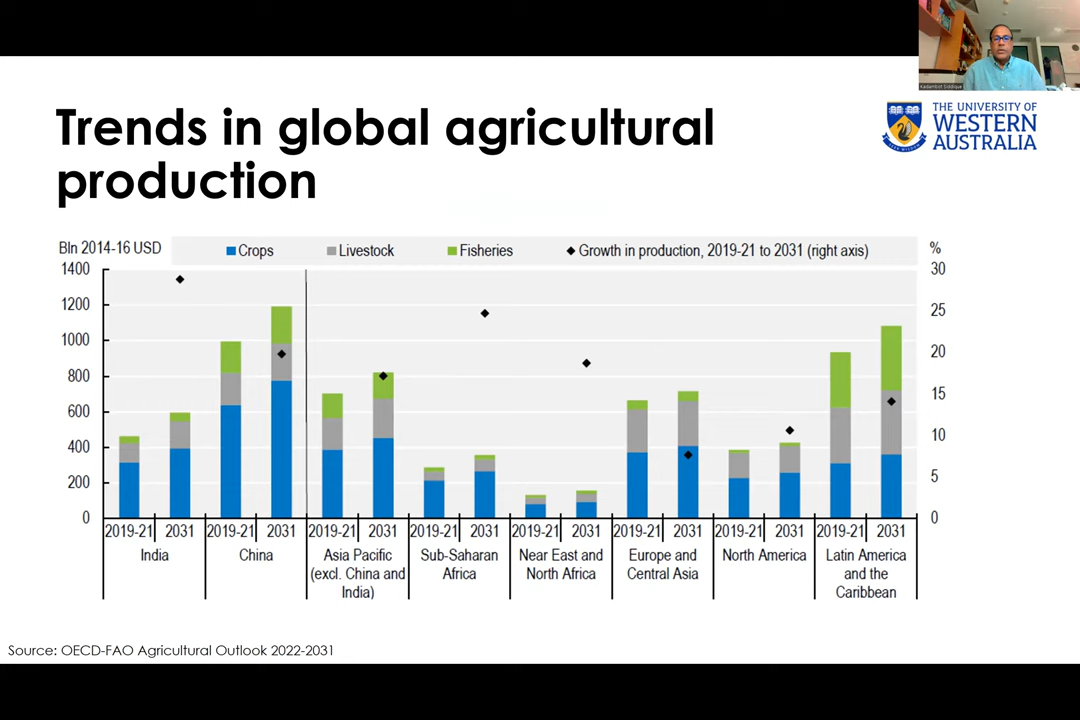 Kadambot Siddique
Trends in global agricultural
production
THE UNIVERSITY OF
WESTERN
AUSTRALIA
Bln 2014-16 USD
Crops
Livestock
Fisheries
Growth in production, 2019-21 to 2031 (right axis)
%
1400
1200
1000
800
600
400
200
0
30
25
20
15
10
5
0
2019-21 2031 2019-21 2031 2019-21 2031 2019-21 2031 2019-21 2031 2019-21 2031 2019-21 2031 2019-21 2031
India
China
Asia Pacific
(excl. China and
India)
Sub-Saharan
Africa
Near East and
North Africa
Europe and
Central Asia
North America
Latin America
and the
Caribbean
Source: OECD-FAO Agricultural Outlook 2022-2031